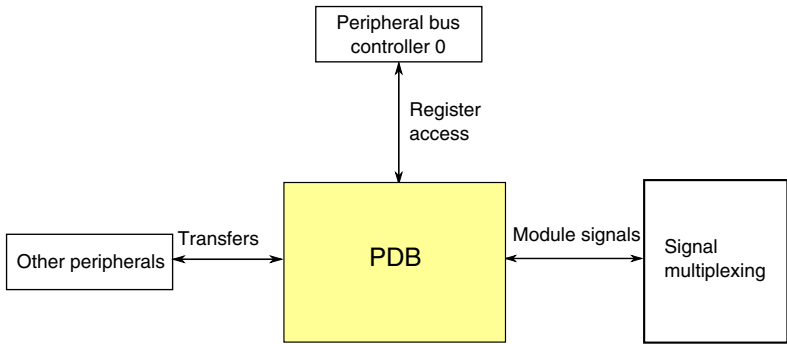 Peripheral bus
controller 0
Register
access
Other peripherals
Transfers
PDB
Module signals
Signal
multiplexing